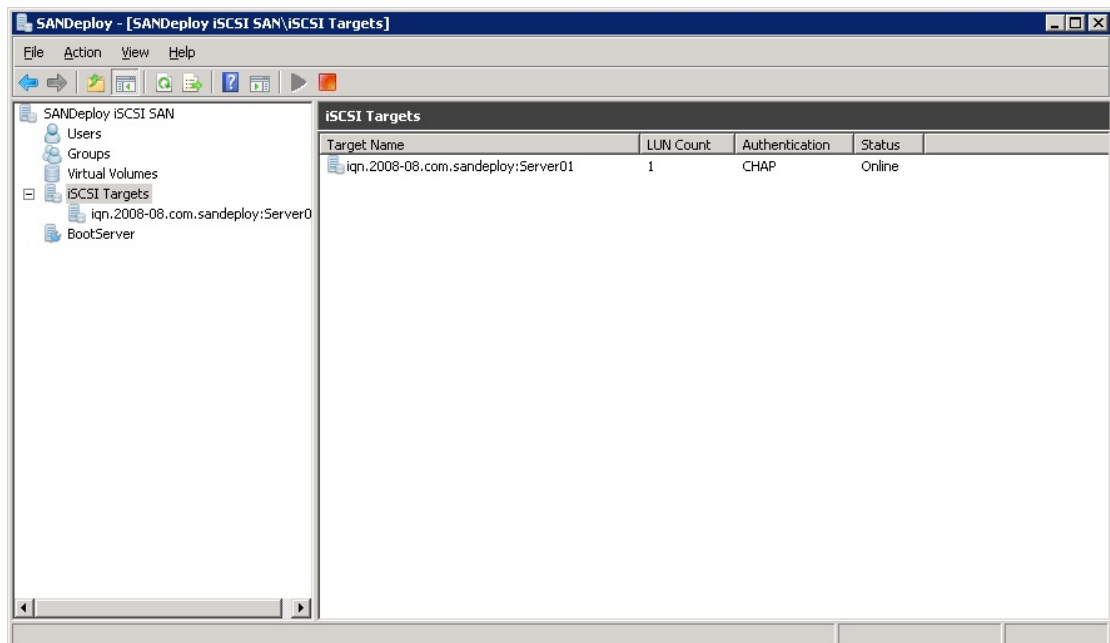 SANDeploy - [SANDeploy iSCSI SAN\iSCSI Targets]
File Action View Help
SANDeploy iSCSI SAN
Users
Groups
Virtual Volumes
iSCSI Targets
iqn.2008-08.com.sandeploy:Server0
BootServer
iSCSI Targets
Target Name LUN Count Authentication Status
iqn.2008-08.com.sandeploy:Server01 1 CHAP Online